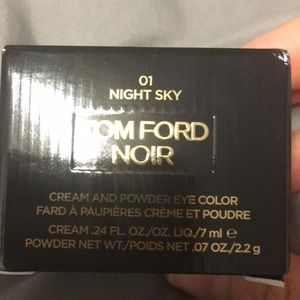 01
NIGHT SKY
TOM FORD
NOIR
CREAM AND POWDER EYE COLOR
FARD À PAUPIÈRES CRÈME ET POUDRE
CREAM .24 FL. OZ./OZ. LIQ./7 ml ℮
POWDER NET WT./POIDS NET .07 OZ./2.2 g